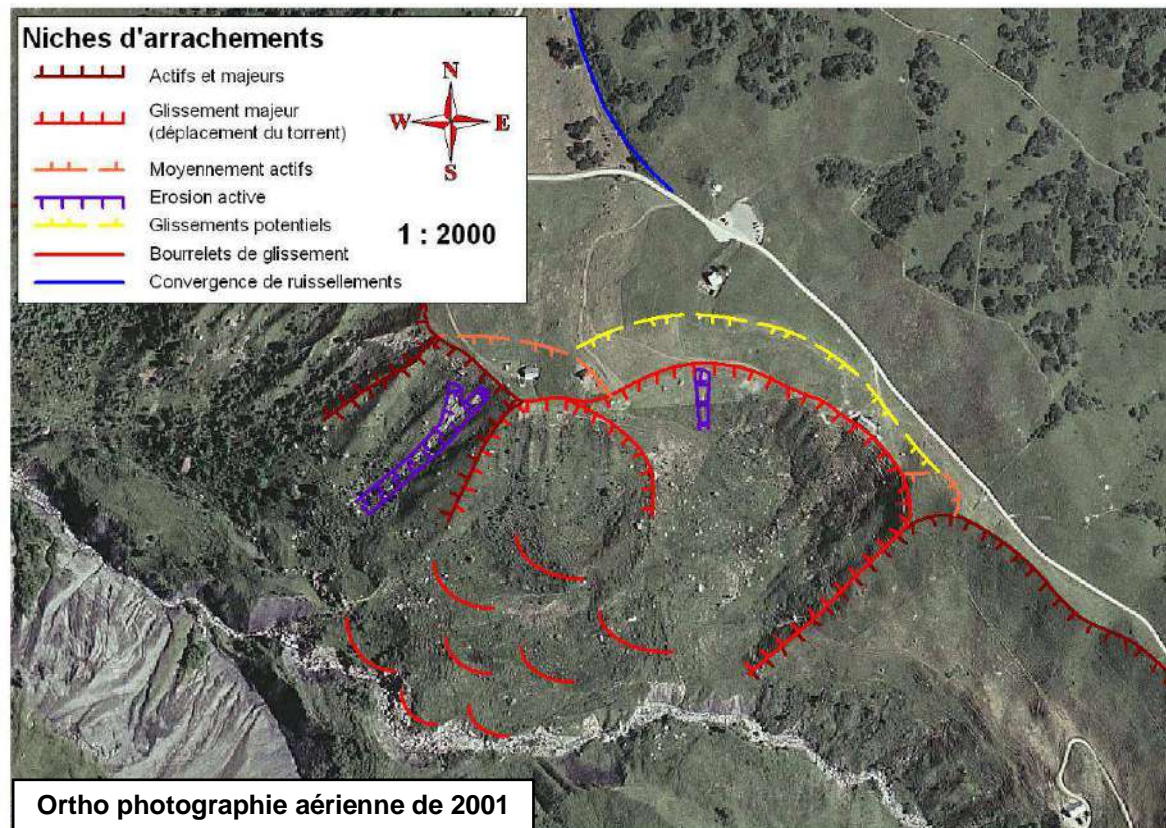 Niches d'arrachements
Actifs et majeurs
Glissement majeur
(déplacement du torrent)
Moyennement actifs
Erosion active
Glissements potentiels
Bourrelets de glissement
Convergence de ruissellements
N
W
E
S
1 : 2000
Ortho photographie aérienne de 2001